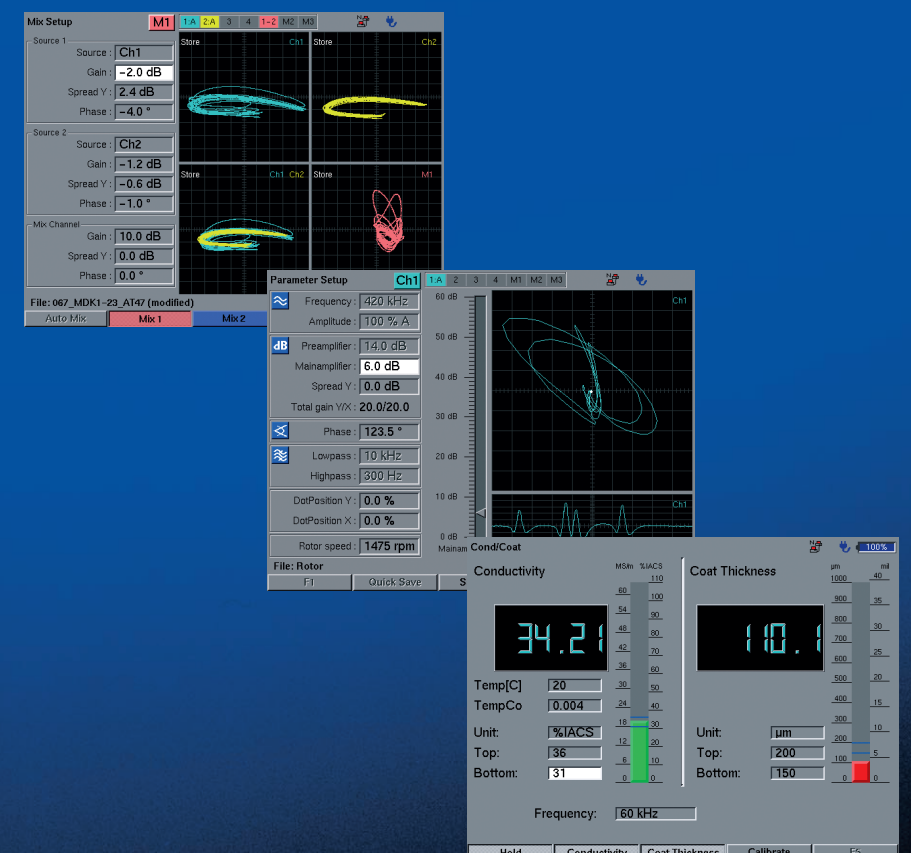 Mix Setup M1 1:A 2:A 3 4 1-2 M2 M3
Source 1
Source: Ch1
Gain: -2.0 dB
Spread Y: 2.4 dB
Phase: -4.0 °
Source 2
Source: Ch2
Gain: -1.2 dB
Spread Y: -0.6 dB
Phase: -1.0 °
Mix Channel
Gain: 10.0 dB
Spread Y: 0.0 dB
Phase: 0.0 °
Store Ch1
Store Ch2
Store Ch1 Ch2
Store M1
File: 067_MDK1-23_AT47 (modified)
Auto Mix Mix 1 Mix 2
Parameter Setup Ch1 1:A 2 3 4 M1 M2 M3
Frequency: 420 kHz
Amplitude: 100 % A
Preamplifier: 14.0 dB
Mainamplifier: 6.0 dB
Spread Y: 0.0 dB
Total gain Y/X: 20.0/20.0
Phase: 123.5 °
Lowpass: 10 kHz
Highpass: 300 Hz
DotPosition Y: 0.0 %
DotPosition X: 0.0 %
Rotor speed: 1475 rpm
60 dB
50 dB
40 dB
30 dB
20 dB
10 dB
0 dB
Mainam
Ch1
Ch1
File: Rotor
F1 Quick Save S
Cond/Coat 100%
Conductivity
34.21
Temp[C] 20
TempCo 0.004
Unit: %IACS
Top: 36
Bottom: 31
MS/m %IACS
60
54
48
42
36
30
24
18
12
6
0
110
100
90
80
70
60
50
40
30
20
10
0
Coat Thickness
110.1
Unit: µm
Top: 200
Bottom: 150
µm mil
1000
900
800
700
600
500
400
300
200
100
0
40
35
30
25
20
15
10
5
0
Frequency: 60 kHz
Hold Conductivity Coat Thickness Calibrate F5